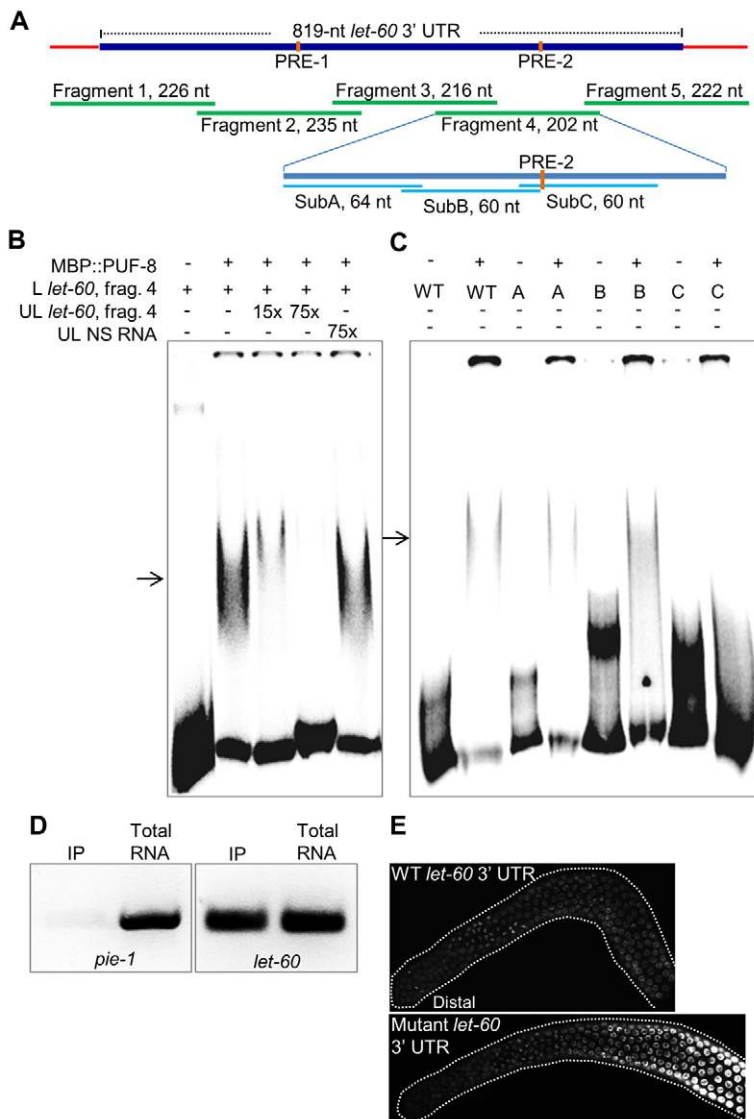 A
819-nt let-60 3' UTR
PRE-1 PRE-2
Fragment 1, 226 nt Fragment 3, 216 nt Fragment 5, 222 nt
Fragment 2, 235 nt Fragment 4, 202 nt
PRE-2
SubA, 64 nt SubB, 60 nt SubC, 60 nt
B
MBP::PUF-8 - + + + +
L let-60, frag. 4 + + + + +
UL let-60, frag. 4 - - 15x 75x -
UL NS RNA - - - - 75x
C
- + - + - + - +
WT WT A A B B C C
- - - - - - - -
- - - - - - - -
D
IP Total RNA IP Total RNA
pie-1 let-60
E
WT let-60 3' UTR
Distal
Mutant let-60
3' UTR